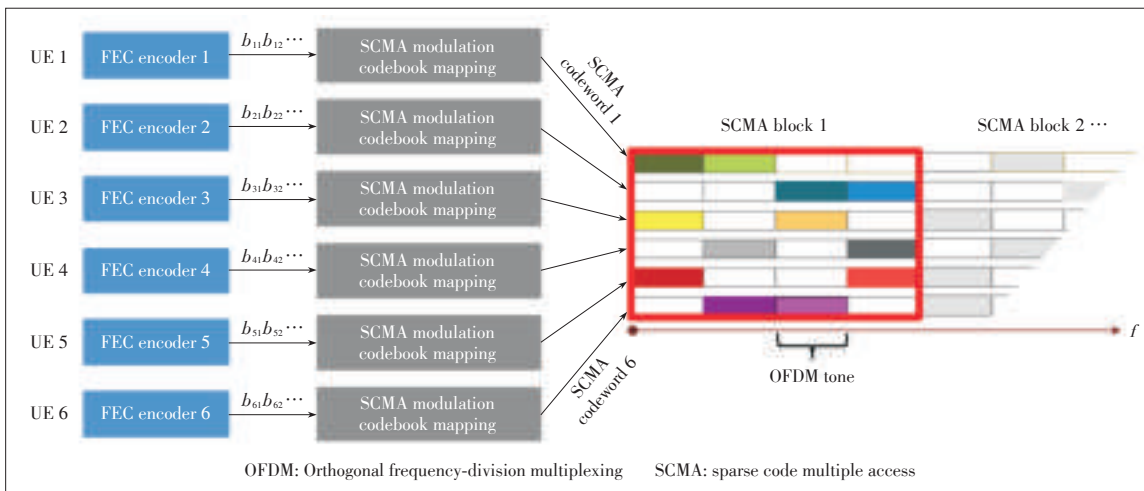 UE 1
FEC encoder 1
b₁₁b₁₂ ···
SCMA modulation
codebook mapping
UE 2
FEC encoder 2
b₂₁b₂₂ ···
SCMA modulation
codebook mapping
UE 3
FEC encoder 3
b₃₁b₃₂ ···
SCMA modulation
codebook mapping
UE 4
FEC encoder 4
b₄₁b₄₂ ···
SCMA modulation
codebook mapping
UE 5
FEC encoder 5
b₅₁b₅₂ ···
SCMA modulation
codebook mapping
UE 6
FEC encoder 6
b₆₁b₆₂ ···
SCMA modulation
codebook mapping
SCMA
codeword 1
SCMA
codeword 6
SCMA block 1
SCMA block 2 ···
f
OFDM tone
OFDM: Orthogonal frequency-division multiplexing
SCMA: sparse code multiple access